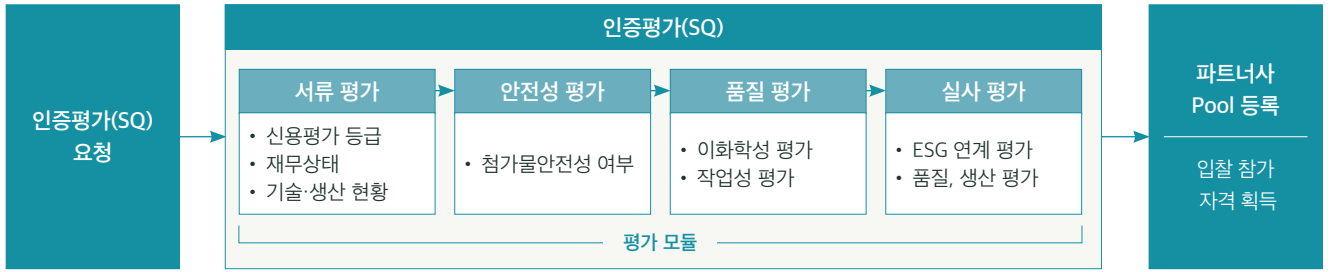 인증평가(SQ)
요청
인증평가(SQ)
서류 평가
• 신용평가 등급
• 재무상태
• 기술·생산 현황
안전성 평가
• 첨가물안전성 여부
품질 평가
• 이화학성 평가
• 작업성 평가
실사 평가
• ESG 연계 평가
• 품질, 생산 평가
평가 모듈
파트너사
Pool 등록
입찰 참가
자격 획득